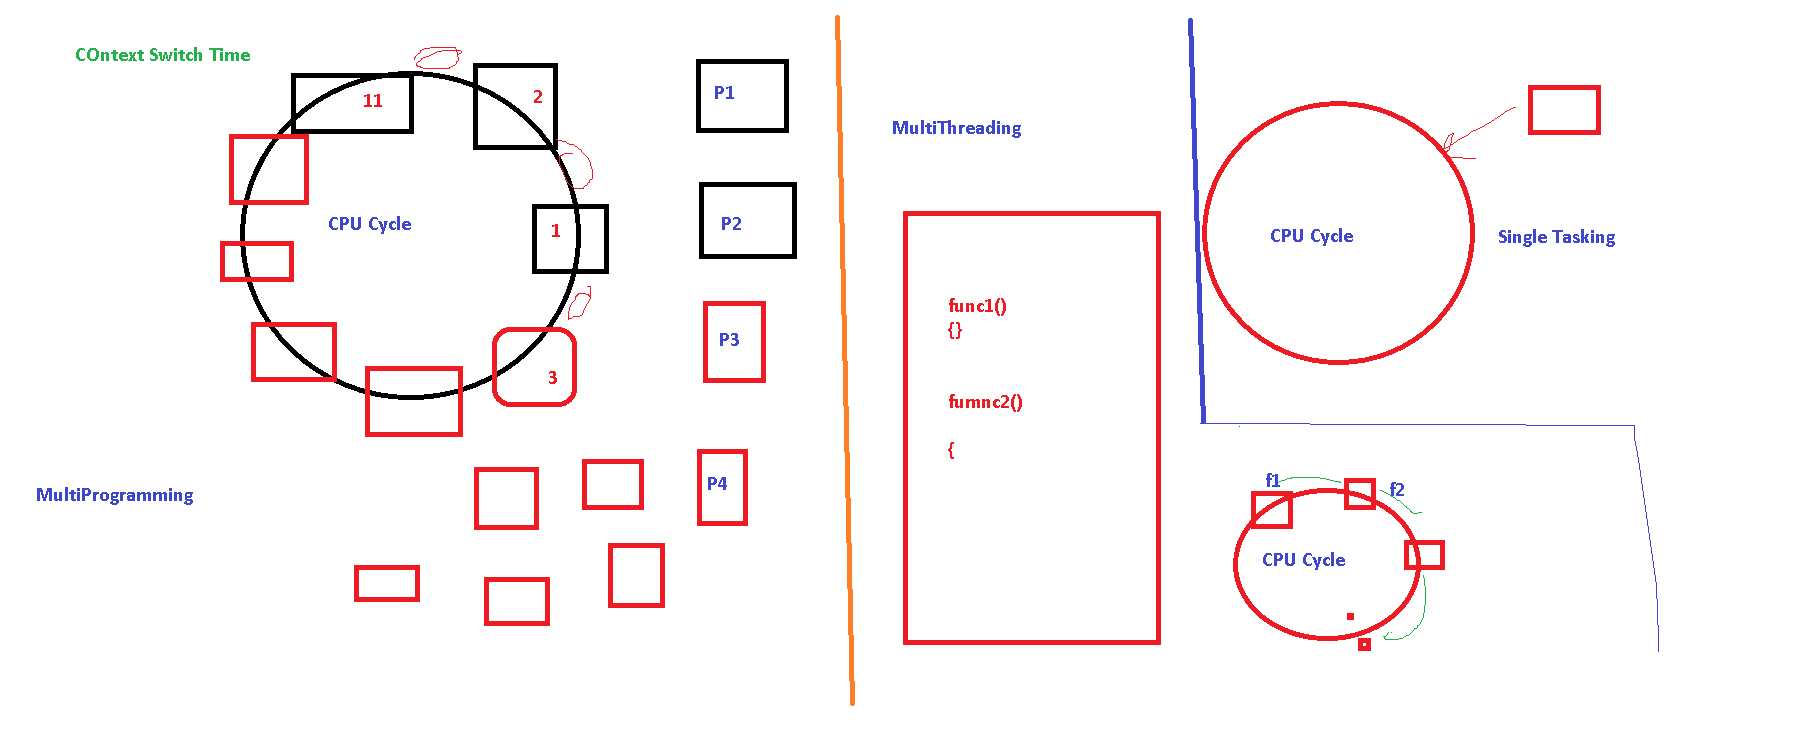 COntext Switch Time
11
2
CPU Cycle
1
3
MultiProgramming
P1
P2
P3
P4
MultiThreading
func1()
{}
fumnc2()
{
CPU Cycle
Single Tasking
f1
f2
CPU Cycle